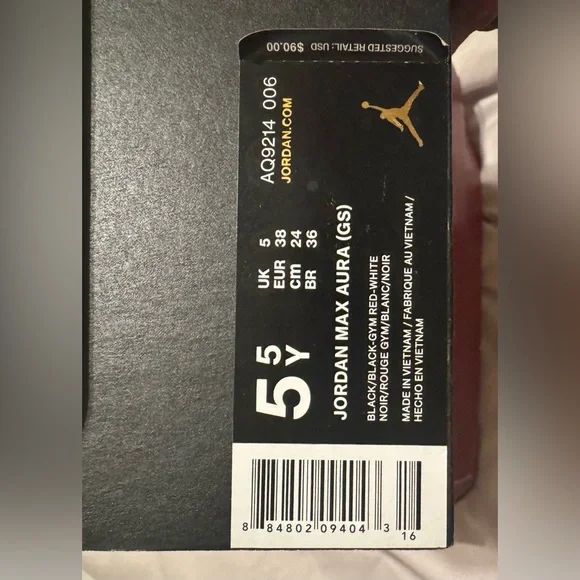 SUGGESTED RETAIL: USD
$90.00
AQ9214 006
JORDAN.COM
UK 5
EUR 38
cm 24
BR 36
5 5 Y
JORDAN MAX AURA (GS)
BLACK/BLACK-GYM RED-WHITE
NOIR/ROUGE GYM/BLANC/NOIR
MADE IN VIETNAM / FABRIQUE AU VIETNAM /
HECHO EN VIETNAM
8 84802 09404 3
16